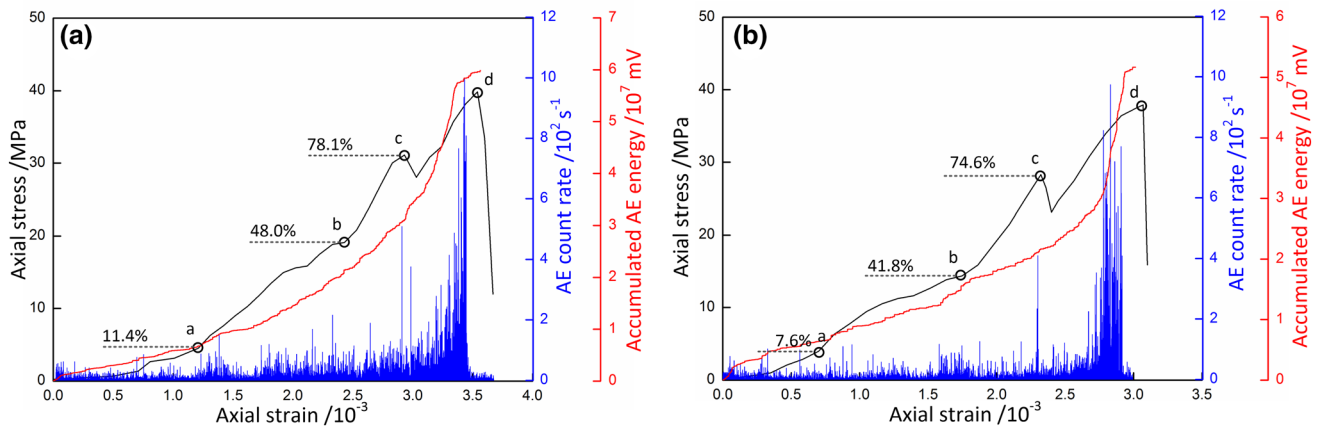 (a)
50
40
30
20
10
0
Axial stress /MPa
0.0 0.5 1.0 1.5 2.0 2.5 3.0 3.5 4.0
Axial strain /10⁻³
11.4%
a
48.0%
b
78.1%
c
d
12
10
8
6
4
2
0
AE count rate /10² s⁻¹
7
6
5
4
3
2
1
0
Accumulated AE energy /10⁷ mV
(b)
50
40
30
20
10
0
Axial stress /MPa
0.0 0.5 1.0 1.5 2.0 2.5 3.0 3.5
Axial strain /10⁻³
7.6%
a
41.8%
b
74.6%
c
d
12
10
8
6
4
2
0
AE count rate /10² s⁻¹
6
5
4
3
2
1
0
Accumulated AE energy /10⁷ mV